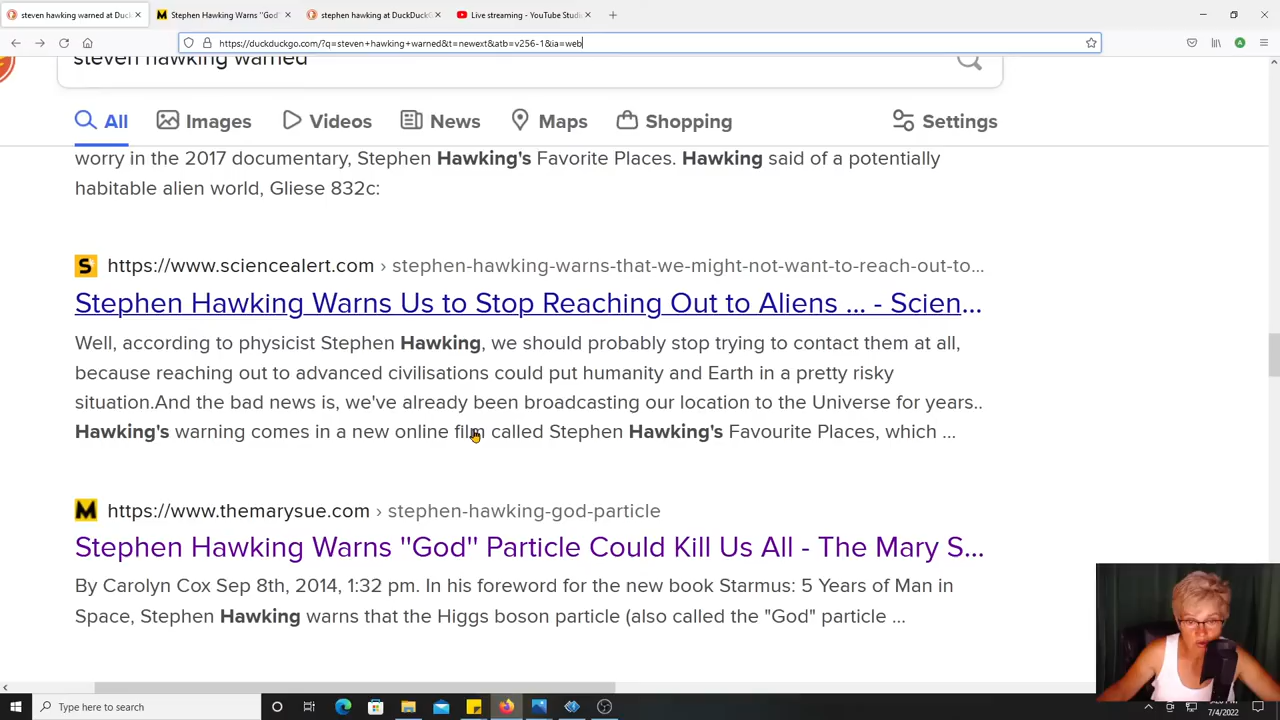 steven hawking warned at Duc
Stephen Hawking Warns ''God'
stephen hawking at DuckDuckG
Live streaming - YouTube Studi
https://duckduckgo.com/?q=steven+hawking+warned&t=newext&atb=v256-1&ia=web
A
steven hawking warned
All
Images
Videos
News
Maps
Shopping
Settings
worry in the 2017 documentary, Stephen Hawking's Favorite Places. Hawking said of a potentially
habitable alien world, Gliese 832c:
S https://www.sciencealert.com › stephen-hawking-warns-that-we-might-not-want-to-reach-out-to...
Stephen Hawking Warns Us to Stop Reaching Out to Aliens ... - Scien...
Well, according to physicist Stephen Hawking, we should probably stop trying to contact them at all,
because reaching out to advanced civilisations could put humanity and Earth in a pretty risky
situation.And the bad news is, we've already been broadcasting our location to the Universe for years..
Hawking's warning comes in a new online film called Stephen Hawking's Favourite Places, which ...
M https://www.themarysue.com › stephen-hawking-god-particle
Stephen Hawking Warns ''God'' Particle Could Kill Us All - The Mary S...
By Carolyn Cox Sep 8th, 2014, 1:32 pm. In his foreword for the new book Starmus: 5 Years of Man in
Space, Stephen Hawking warns that the Higgs boson particle (also called the "God" particle ...
Type here to search
7/4/2022